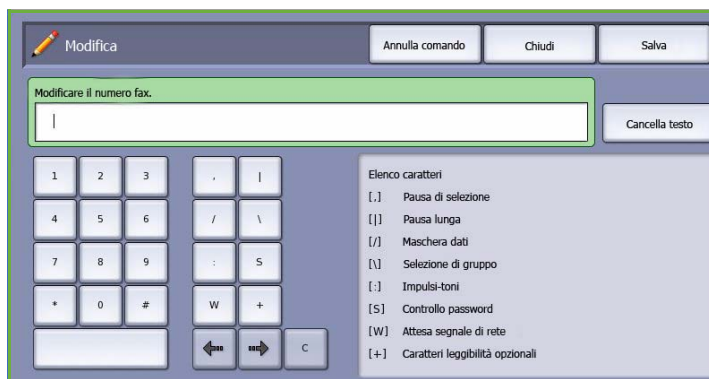 Modifica
Annulla comando
Chiudi
Salva
Modificare il numero fax.
Cancella testo
1 2 3 , |
4 5 6 / \
7 8 9 : S
* 0 # W +
C
Elenco caratteri
[,] Pausa di selezione
[|] Pausa lunga
[/] Maschera dati
[\] Selezione di gruppo
[:] Impulsi-toni
[S] Controllo password
[W] Attesa segnale di rete
[+] Caratteri leggibilità opzionali